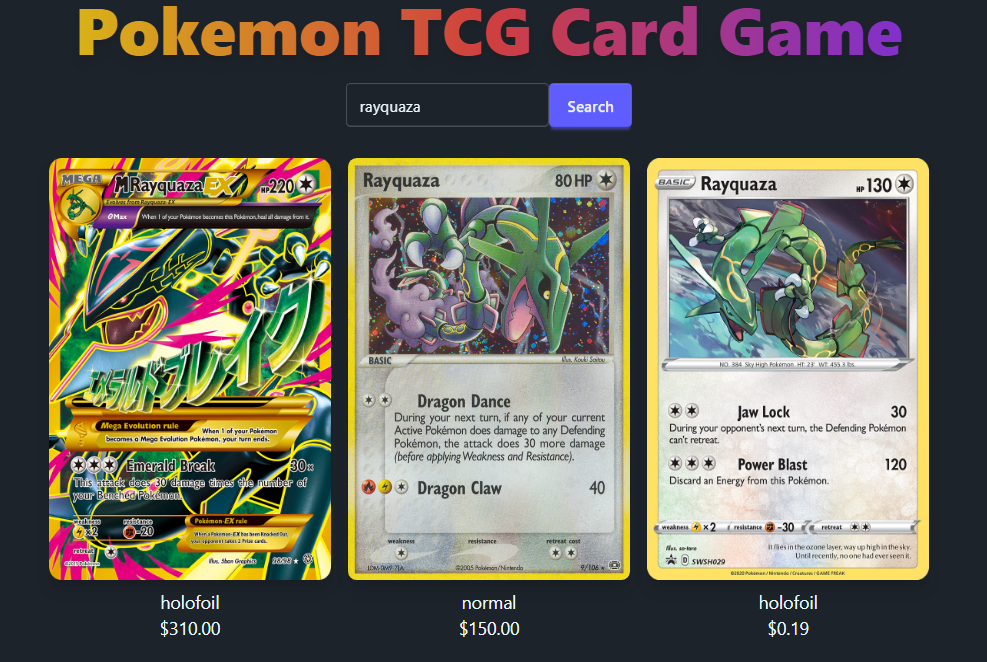 Pokemon TCG Card Game
rayquaza
Search
MEGA
M Rayquaza EX
HP 220
Evolves from Rayquaza-EX
Θ Max
When 1 of your Pokémon becomes this Pokémon, heal all damage from it.
メラルドブレイク
Mega Evolution rule
When 1 of your Pokémon
becomes a Mega Evolution Pokémon, your turn ends.
Emerald Break 30×
This attack does 30 damage times the number of
your Benched Pokémon.
weakness
×2
resistance
-20
retreat
Pokémon-EX rule
When a Pokémon-EX has been Knocked Out,
your opponent takes 2 Prize cards.
Illus. 5ban Graphics
98/98
holofoil
$310.00
Rayquaza
80 HP
BASIC
Illus. Kouki Saitou
Dragon Dance
During your next turn, if any of your current
Active Pokémon does damage to any Defending
Pokémon, the attack does 30 more damage
(before applying Weakness and Resistance).
Dragon Claw 40
weakness
resistance
retreat cost
©2005 Pokémon/Nintendo
9/106
normal
$150.00
BASIC
Rayquaza
HP 130
NO. 384 Sky High Pokémon HT: 23' WT: 455.3 lbs.
Jaw Lock 30
During your opponent's next turn, the Defending Pokémon
can't retreat.
Power Blast 120
Discard an Energy from this Pokémon.
weakness ×2 resistance -30 retreat
Illus. so-taro
D SWSH029
It flies in the ozone layer, way up high in the sky.
Until recently, no one had ever seen it.
©2020 Pokémon / Nintendo / Creatures / GAME FREAK
holofoil
$0.19